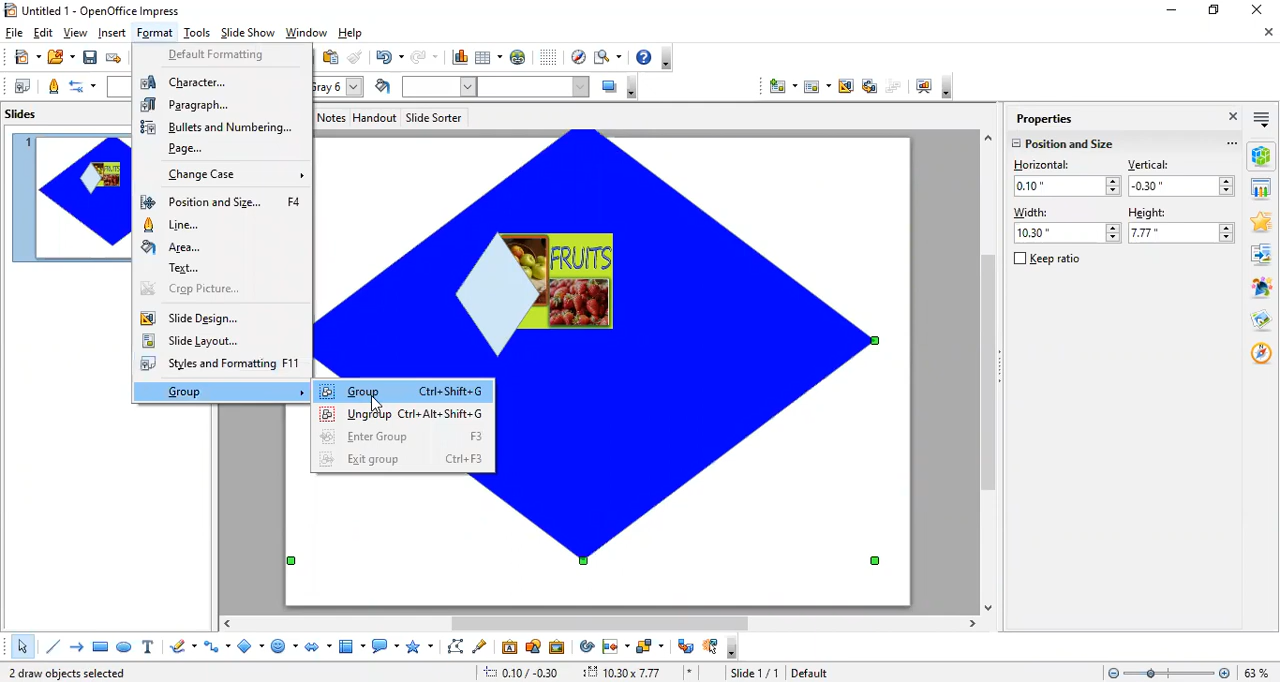 Untitled 1 - OpenOffice Impress
File Edit View Insert Format Tools Slide Show Window Help
Default Formatting
Character...
Gray 6
Paragraph...
Slides
Notes Handout Slide Sorter
Properties
Bullets and Numbering...
1
Position and Size
Page...
Horizontal: Vertical:
Change Case
0.10 " -0.30 "
Position and Size... F4
Width: Height:
Line...
10.30 " 7.77 "
Area...
Keep ratio
FRUITS
FRUITS
Text...
Crop Picture...
Slide Design...
Slide Layout...
Styles and Formatting F11
Group
Group Ctrl+Shift+G
Ungroup Ctrl+Alt+Shift+G
Enter Group F3
Exit group Ctrl+F3
2 draw objects selected 0.10 / -0.30 10.30 x 7.77 * Slide 1 / 1 Default 63 %